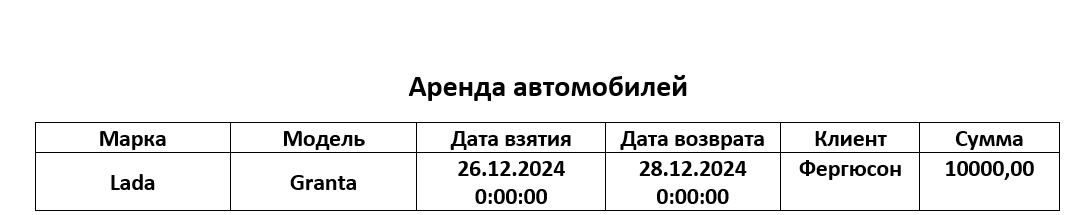 Аренда автомобилей
Марка Модель Дата взятия Дата возврата Клиент Сумма
Lada Granta 26.12.2024 0:00:00 28.12.2024 0:00:00 Фергюсон 10000,00